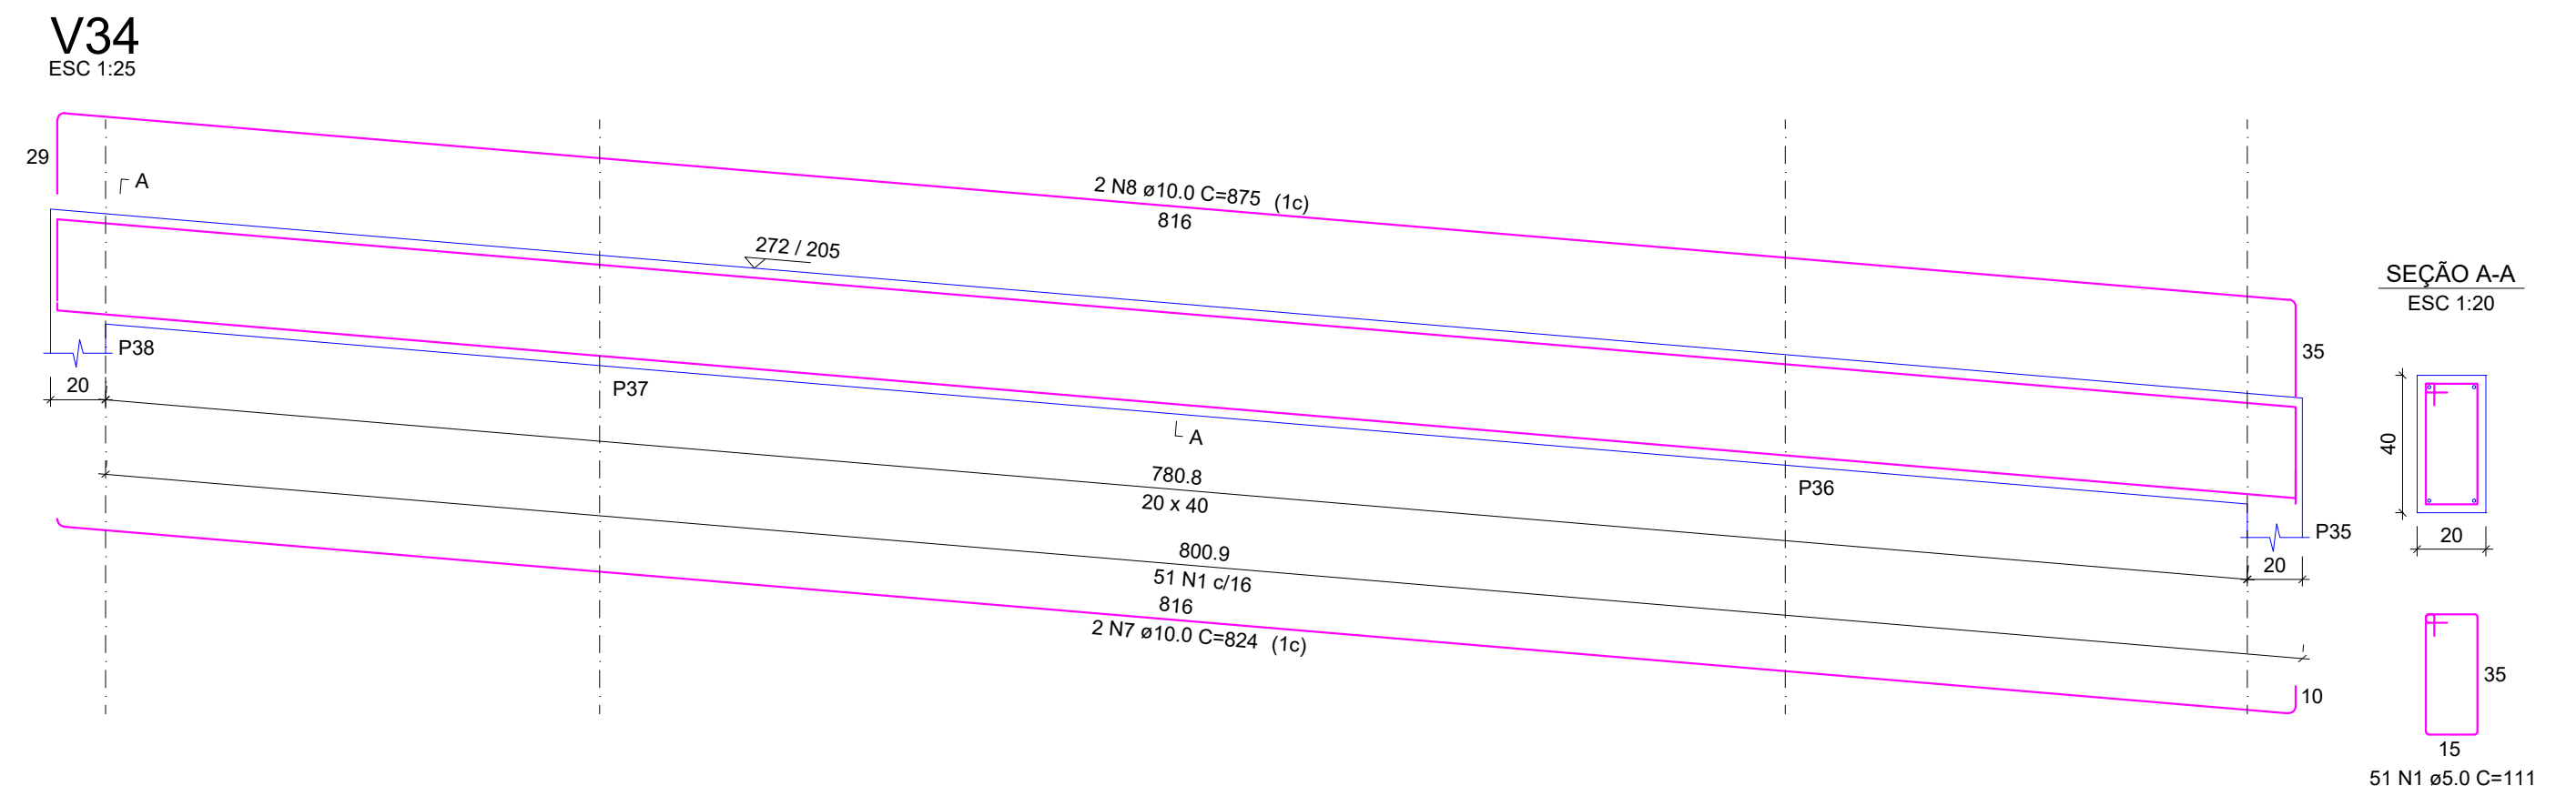 V34
ESC 1:25
29
A
2 N8 ø10.0 C=875 (1c)
816
272 / 205
SEÇÃO A-A
ESC 1:20
P38
35
20
P37
A
40
780.8
20 x 40
P36
P35
20
20
800.9
51 N1 c/16
816
2 N7 ø10.0 C=824 (1c)
10
35
15
51 N1 ø5.0 C=111